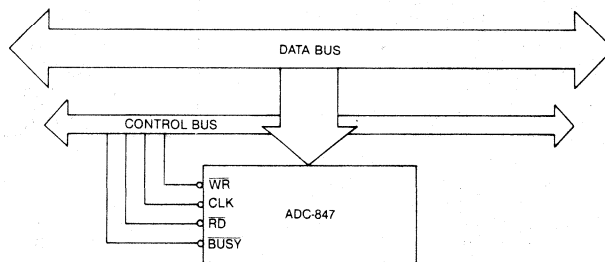 DATA BUS
CONTROL BUS
WR
CLK
RD
BUSY
ADC-847